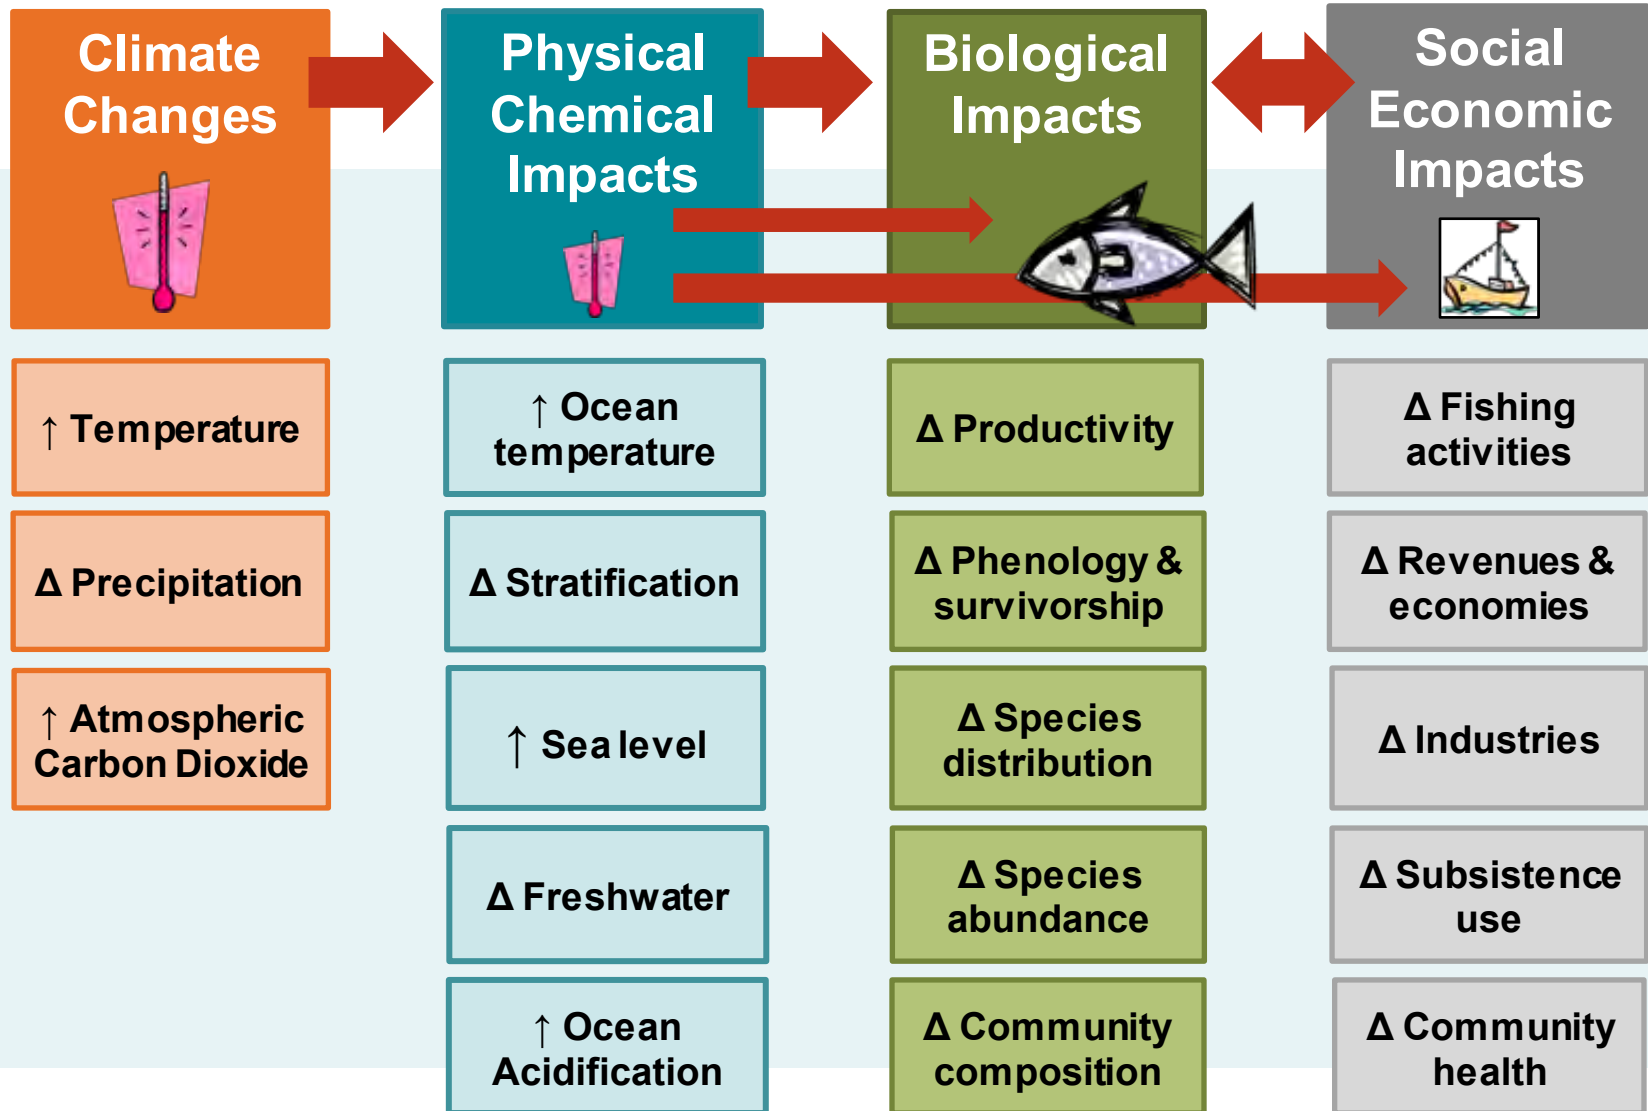 Climate
Changes
Physical
Chemical
Impacts
Biological
Impacts
Social
Economic
Impacts
↑ Temperature
Δ Precipitation
↑ Atmospheric
Carbon Dioxide
↑ Ocean
temperature
Δ Stratification
↑ Sea level
Δ Freshwater
↑ Ocean
Acidification
Δ Productivity
Δ Phenology &
survivorship
Δ Species
distribution
Δ Species
abundance
Δ Community
composition
Δ Fishing
activities
Δ Revenues &
economies
Δ Industries
Δ Subsistence
use
Δ Community
health